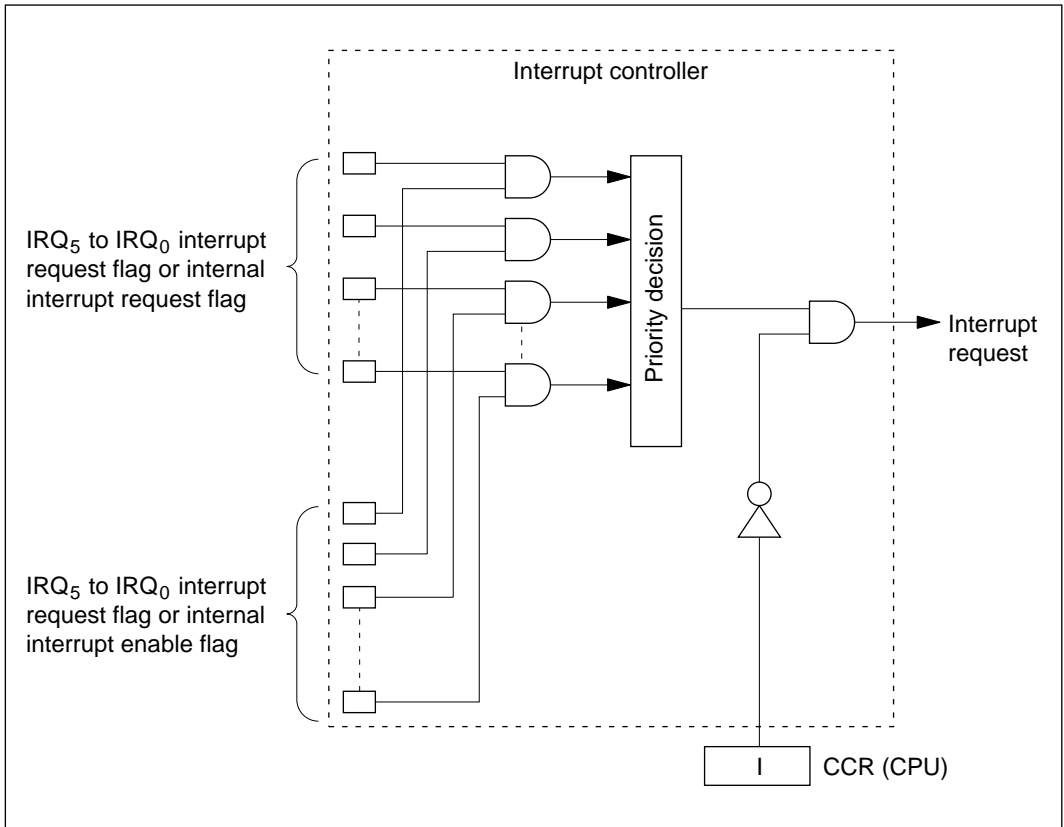 Interrupt controller
IRQ5 to IRQ0 interrupt
request flag or internal
interrupt request flag
Priority decision
Interrupt
request
IRQ5 to IRQ0 interrupt
request flag or internal
interrupt enable flag
I
CCR (CPU)